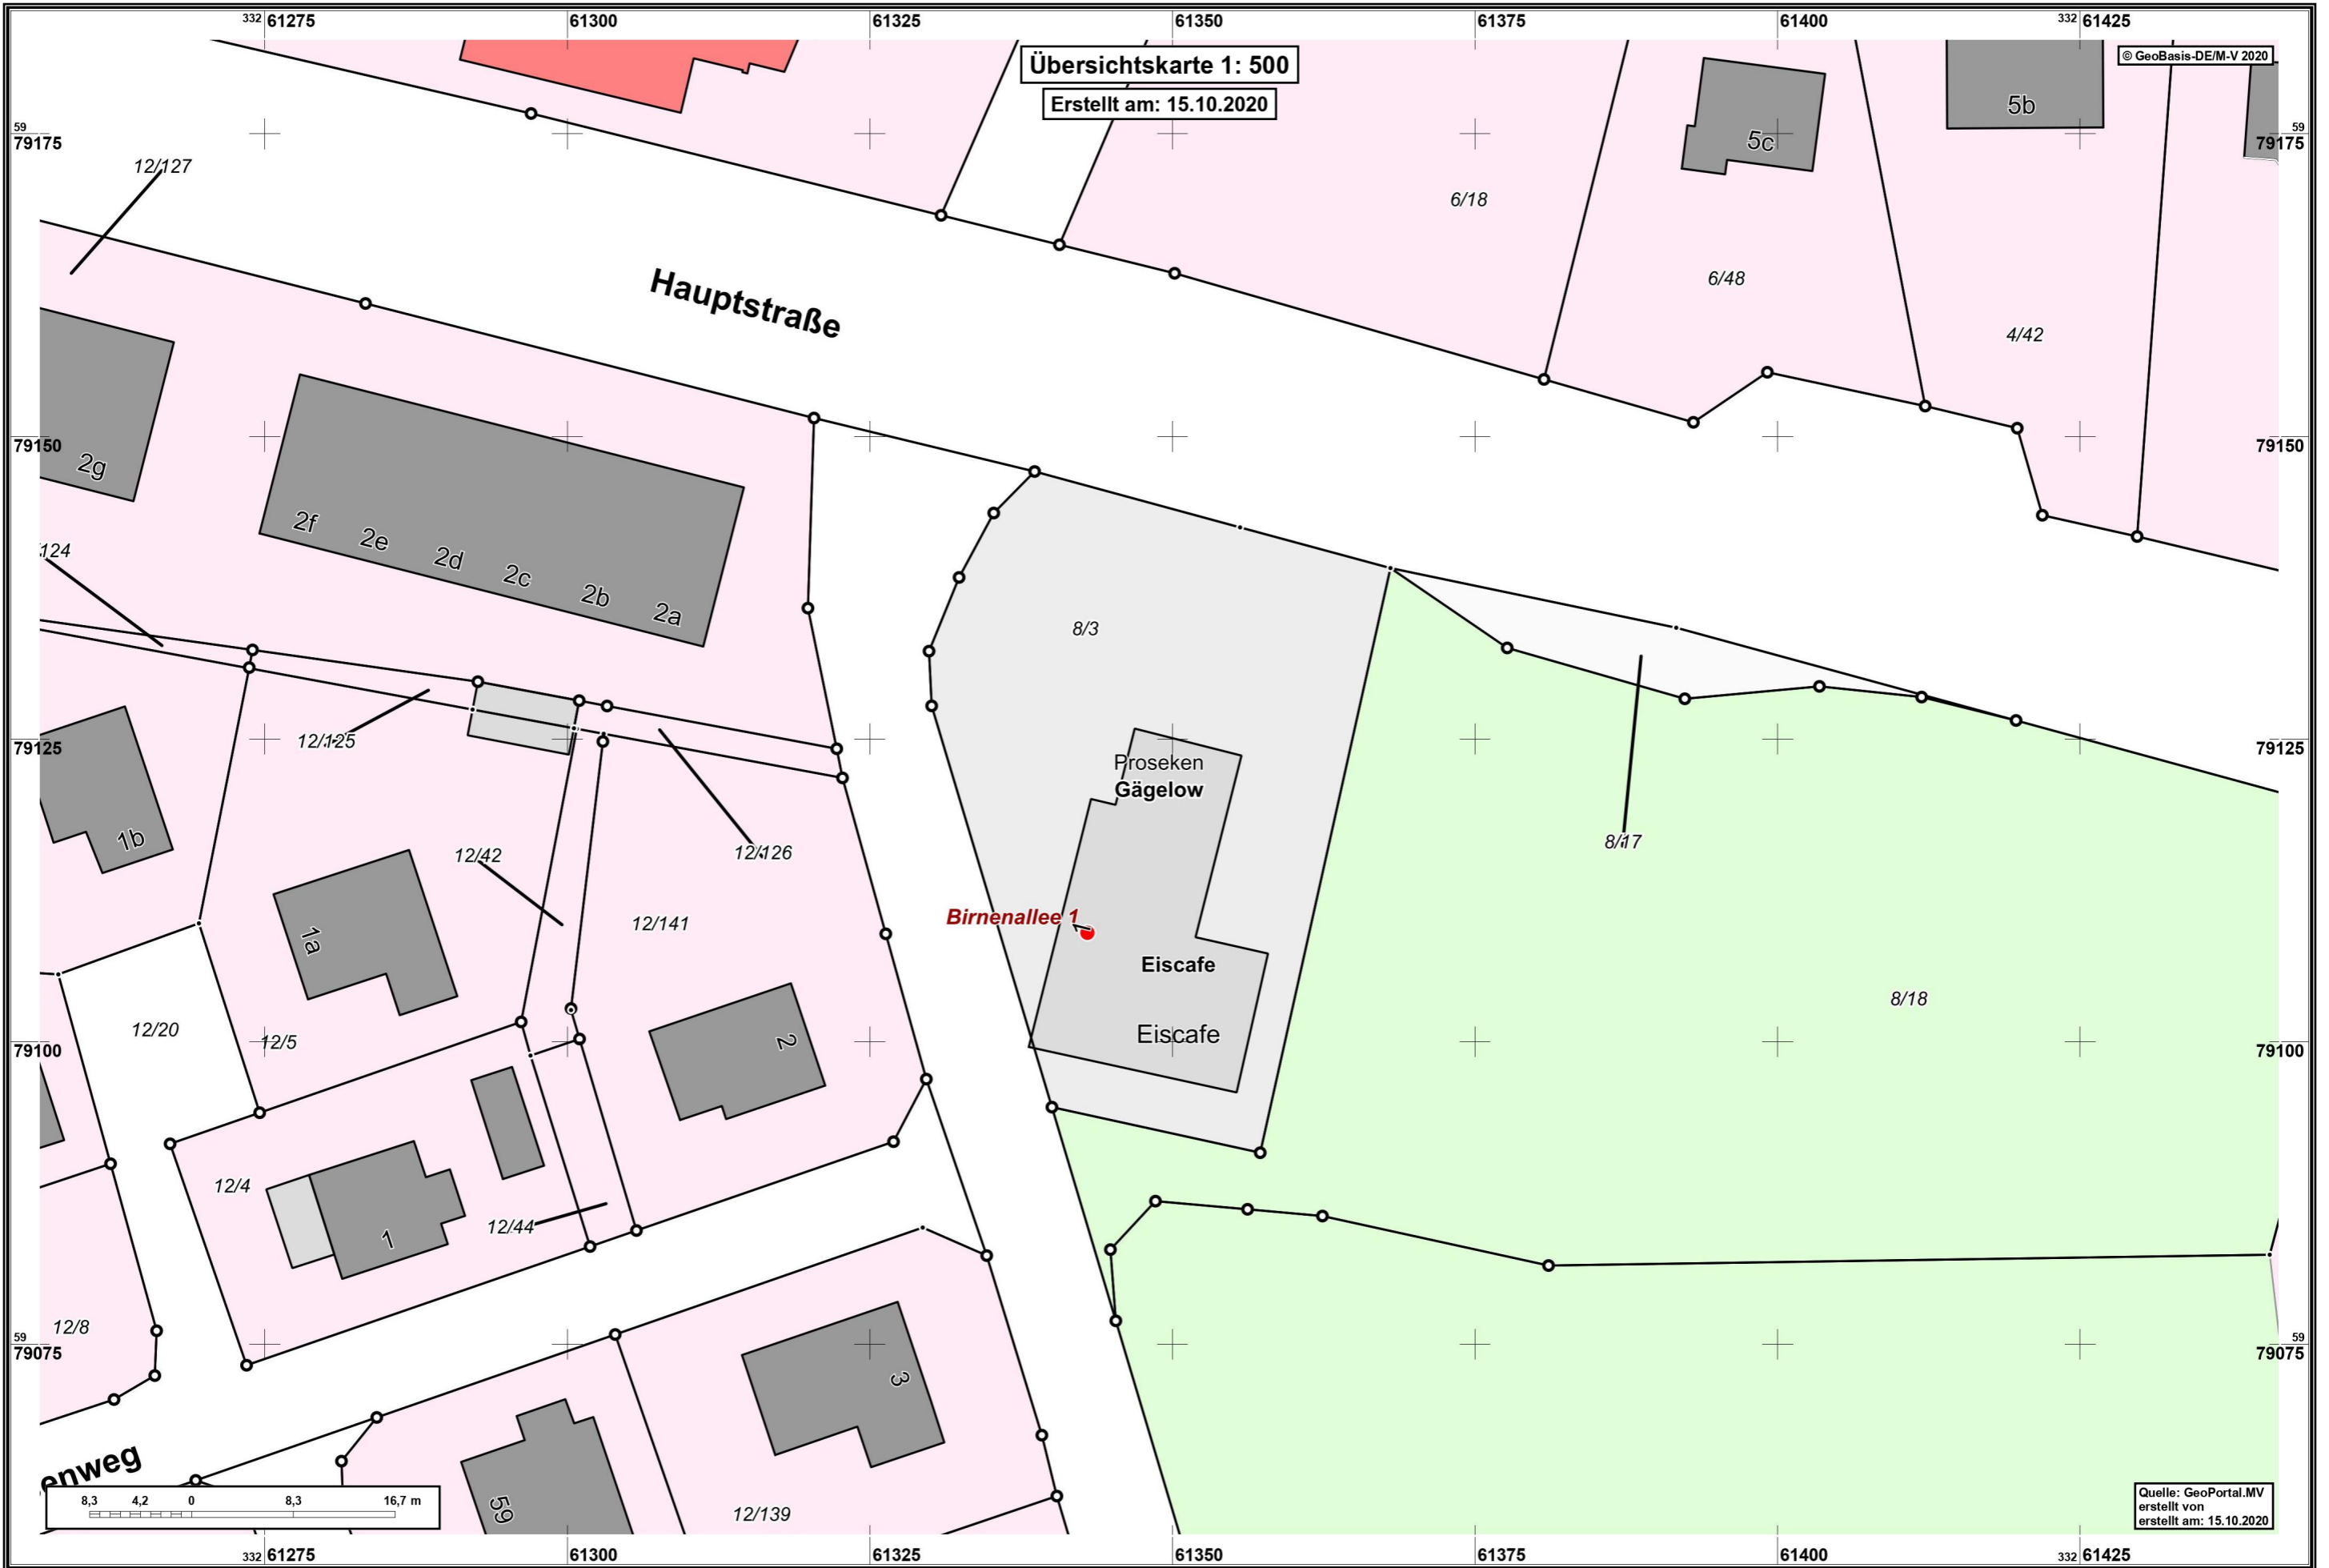 332 61275 61300 61325 61350 61375 61400 332 61425
Übersichtskarte 1: 500
© GeoBasis-DE/M-V 2020
Erstellt am: 15.10.2020
5b
59 59
79175 79175
5c
12/127
6/18
6/48
Hauptstraße
4/42
79150 79150
2g
2f
2e
2d
2c
2b
2a
124
8/3
12/125
79125 79125
Proseken
Gägelow
1b
12/42
12/126
8/17
Birnenallee 1
1
12/141
1a
Eiscafe
8/18
12/20
12/5
2
Eiscafe
79100 79100
12/4
12/44
1
12/8
59 59
79075 79075
3
enweg
59
12/139
8,3 4,2 0 8,3 16,7 m
Quelle: GeoPortal.MV
erstellt von
erstellt am: 15.10.2020
332 61275 61300 61325 61350 61375 61400 332 61425